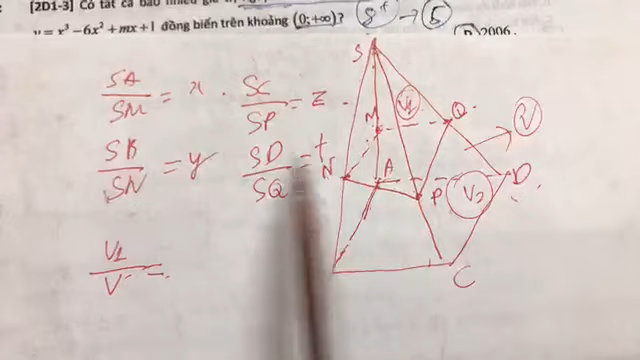 [2D1-3] Có tất cả bao nhiêu giá trị
y = x³ − 6x² + mx + 1 đồng biến trên khoảng (0;+∞)?
→ 5
2006.
SA/SM = x . SC/SP = z .
SB/SN = y SD/SQ = t
V1/V =
S
V1
M
Q
V
N
A
P
V2
D
C